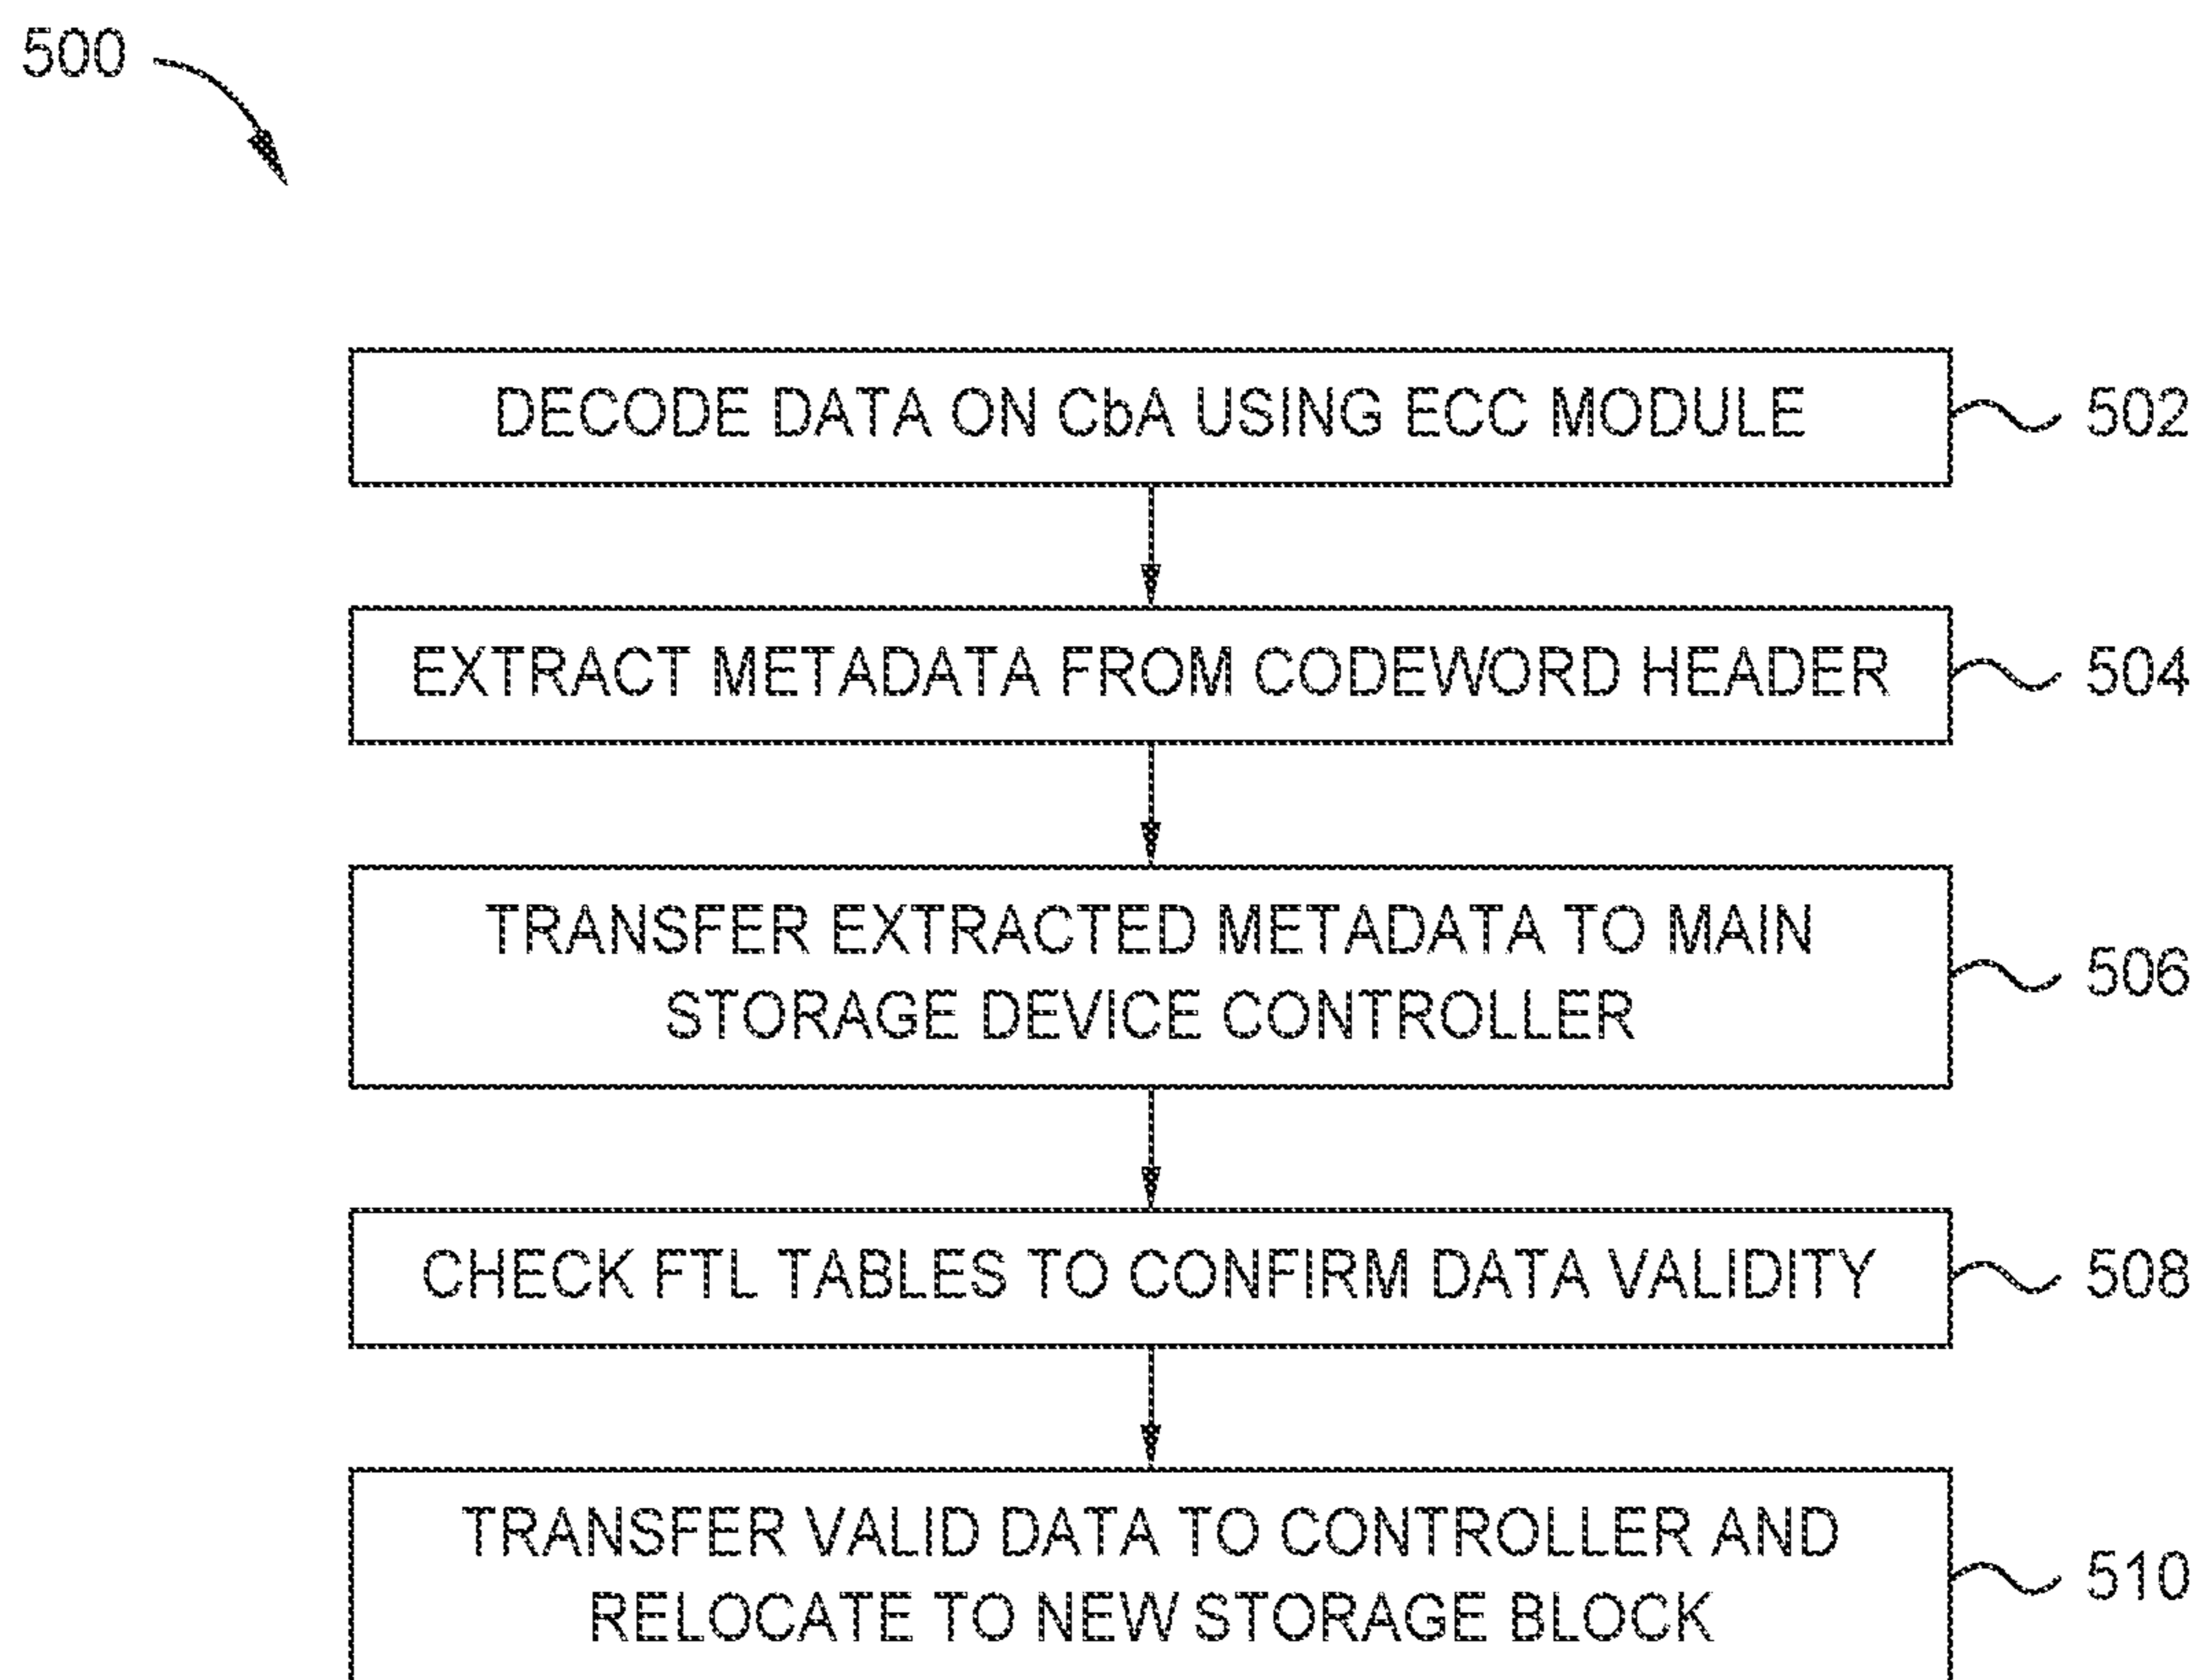 500
DECODE DATA ON CbA USING ECC MODULE
502
EXTRACT METADATA FROM CODEWORD HEADER
504
TRANSFER EXTRACTED METADATA TO MAIN
STORAGE DEVICE CONTROLLER
506
CHECK FTL TABLES TO CONFIRM DATA VALIDITY
508
TRANSFER VALID DATA TO CONTROLLER AND
RELOCATE TO NEW STORAGE BLOCK
510